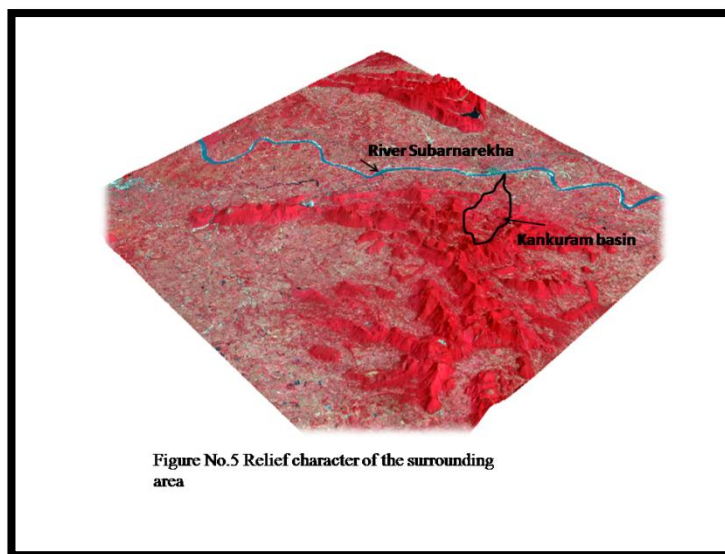 River Subarnarekha
Kankuram basin
Figure No.5 Relief character of the surrounding
area